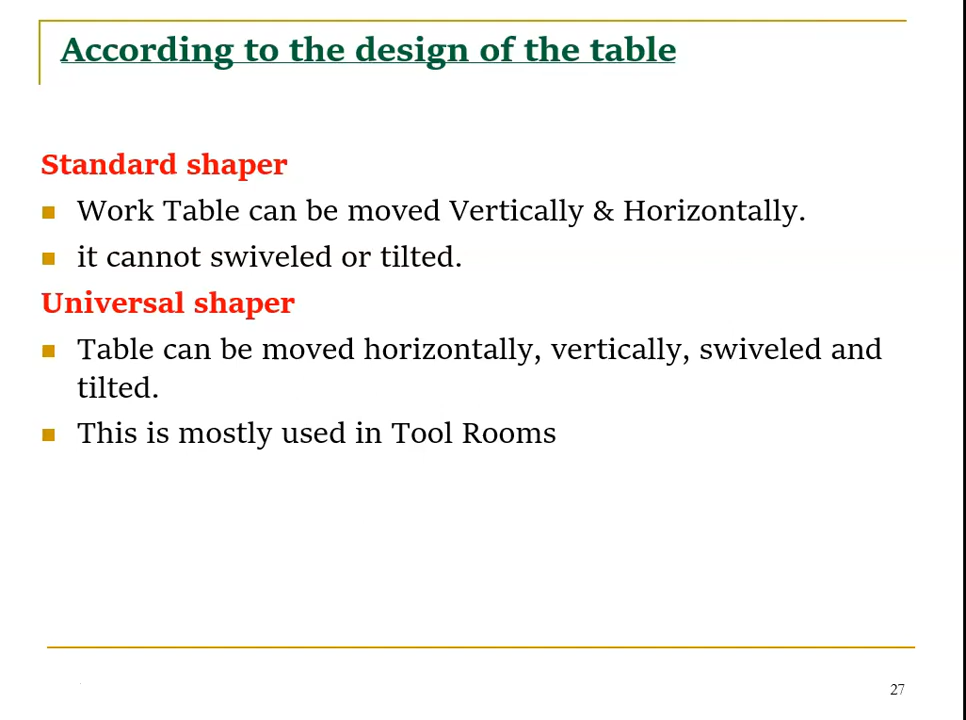 According to the design of the table
Standard shaper
Work Table can be moved Vertically & Horizontally.
it cannot swiveled or tilted.
Universal shaper
Table can be moved horizontally, vertically, swiveled and
tilted.
This is mostly used in Tool Rooms
27